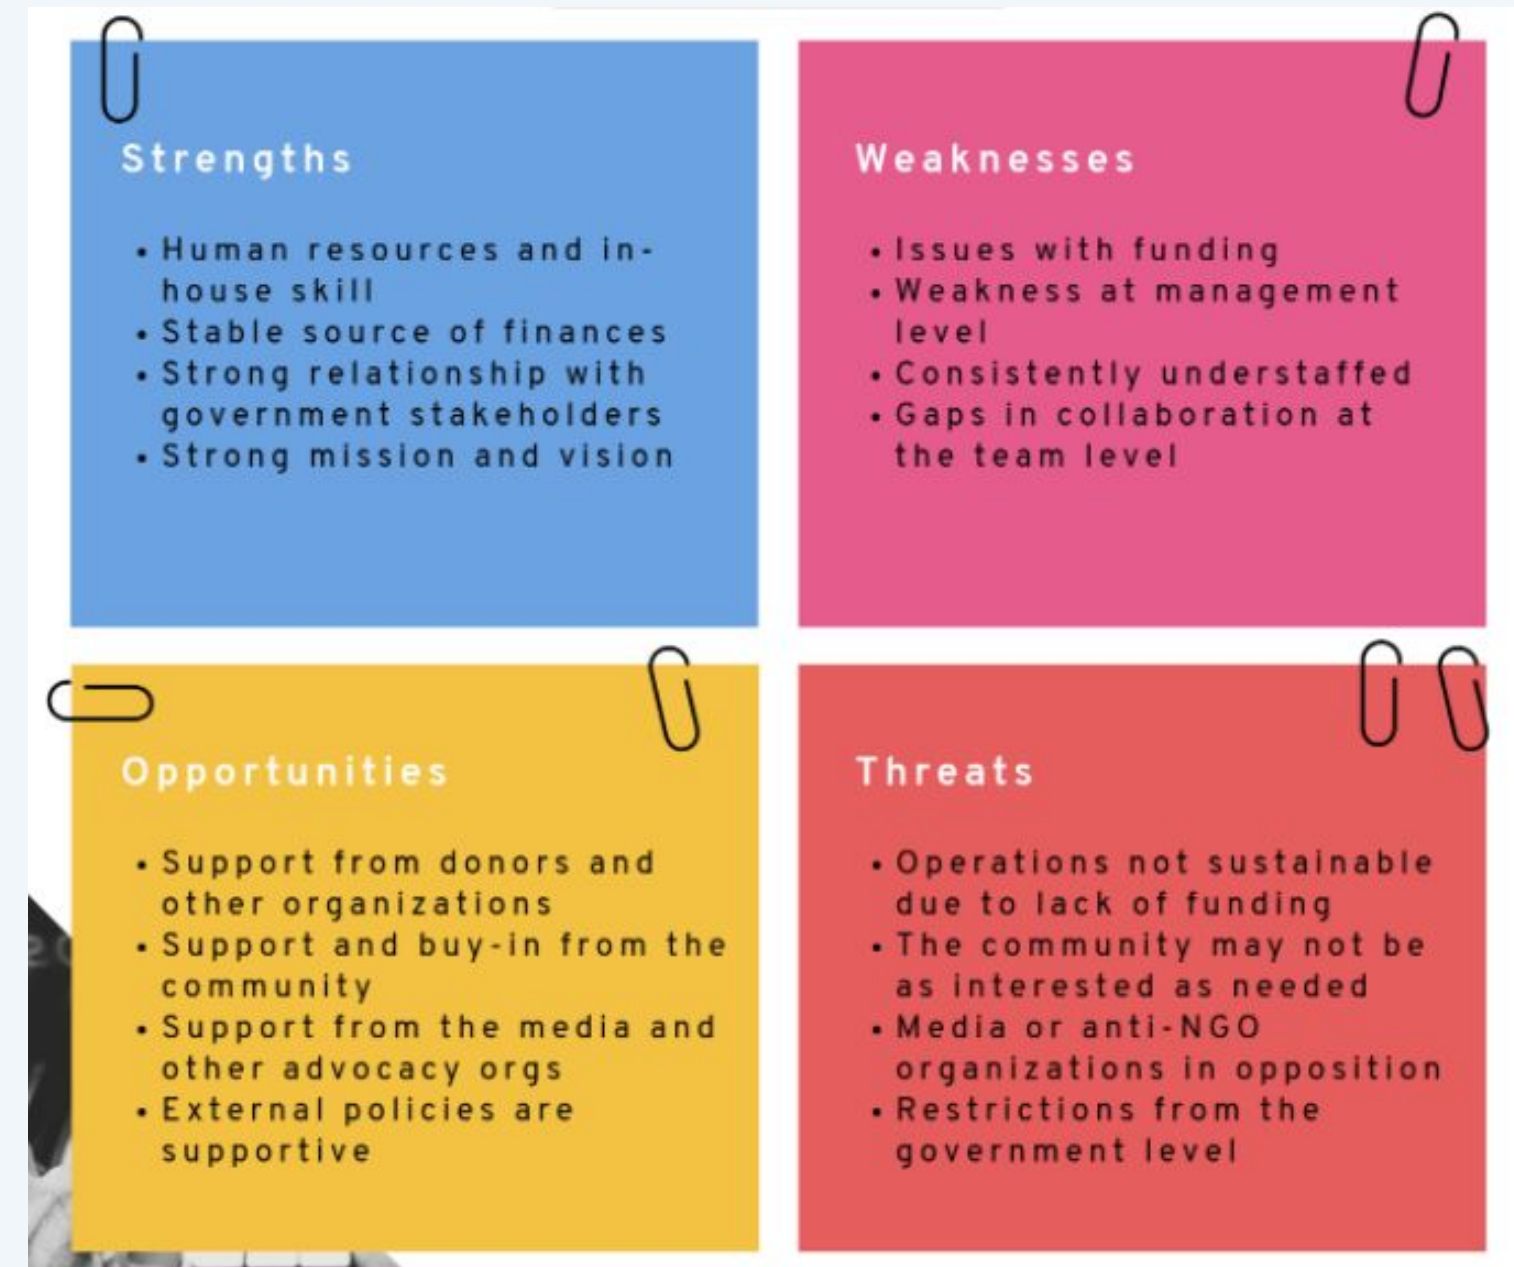 Strengths
• Human resources and in-
house skill
• Stable source of finances
• Strong relationship with
government stakeholders
• Strong mission and vision
Weaknesses
• Issues with funding
• Weakness at management
level
• Consistently understaffed
• Gaps in collaboration at
the team level
Opportunities
• Support from donors and
other organizations
• Support and buy-in from the
community
• Support from the media and
other advocacy orgs
• External policies are
supportive
Threats
• Operations not sustainable
due to lack of funding
• The community may not be
as interested as needed
• Media or anti-NGO
organizations in opposition
• Restrictions from the
government level